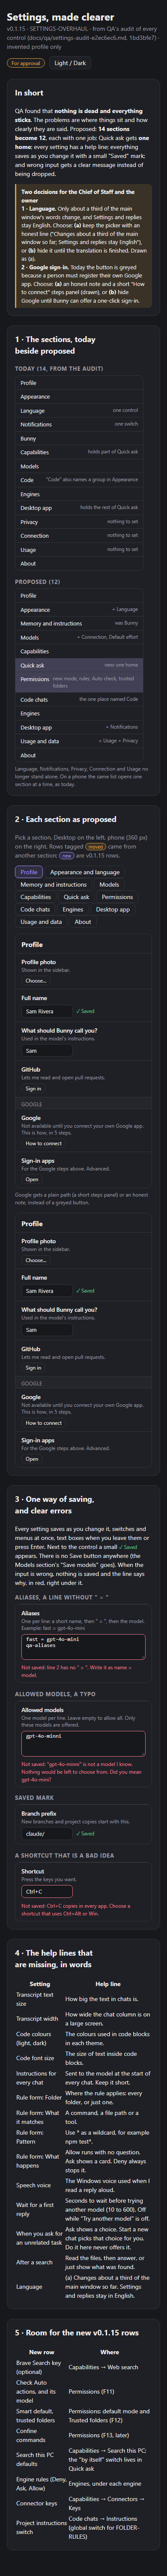 Settings, made clearer
v0.1.15 · SETTINGS-OVERHAUL · from QA's audit of every
control (docs/qa/settings-audit-e2ec6ec6.md, 1bd3bfe7) ·
invented profile only
For approval
Light / Dark
In short
QA found that nothing is dead and everything
sticks. The problems are where things sit and how
clearly they are said. Proposed: 14 sections
become 12, each with one job; Quick ask gets one
home; every setting has a help line; everything
saves as you change it with a small "Saved" mark;
and wrong input gets a clear message instead of
being dropped.
Two decisions for the Chief of Staff and the
owner
1 · Language. Only about a third of the main
window's words change, and Settings and replies
stay English. Choose: (a) keep the picker with an
honest line ("Changes about a third of the main
window so far; Settings and replies stay English"),
or (b) hide it until the translation is finished.
Drawn as (a).
2 · Google sign-in. Today the button is greyed
because a person must register their own Google
app. Choose: (a) an honest note and a short "How
to connect" steps panel (drawn), or (b) hide
Google until Bunny can offer a one-click sign-in.
1 · The sections, today
beside proposed
TODAY (14, FROM THE AUDIT)
Profile
Appearance
Language
one control
Notifications
one switch
Bunny
Capabilities
holds part of Quick ask
Models
Code
"Code" also names a group in Appearance
Engines
Desktop app
holds the rest of Quick ask
Privacy
nothing to set
Connection
nothing to set
Usage
nothing to set
About
PROPOSED (12)
Profile
Appearance
+ Language
Memory and instructions
was Bunny
Models
+ Connection, Default effort
Capabilities
Quick ask
new: one home
Permissions
new: mode, rules, Auto check, trusted
folders
Code chats
the one place named Code
Engines
Desktop app
+ Notifications
Usage and data
+ Usage + Privacy
About
Language, Notifications, Privacy, Connection and Usage no
longer stand alone. On a phone the same list opens one
section at a time, as today.
2 · Each section as proposed
Pick a section. Desktop on the left, phone (360 px)
on the right. Rows tagged moved came from
another section; new are v0.1.15 rows.
Profile
Appearance and language
Memory and instructions
Models
Capabilities
Quick ask
Permissions
Code chats
Engines
Desktop app
Usage and data
About
Profile
Profile photo
Shown in the sidebar.
Choose...
Full name
Sam Rivera
✓ Saved
What should Bunny call you?
Used in the model's instructions.
Sam
GitHub
Lets me read and open pull requests.
Sign in
GOOGLE
Google
Not available until you connect your own Google app.
This is how, in 5 steps.
How to connect
Sign-in apps
For the Google steps above. Advanced.
Open
Google gets a plain path (a short steps panel) or an honest
note, instead of a greyed button.
Profile
Profile photo
Shown in the sidebar.
Choose...
Full name
Sam Rivera
✓ Saved
What should Bunny call you?
Used in the model's instructions.
Sam
GitHub
Lets me read and open pull requests.
Sign in
GOOGLE
Google
Not available until you connect your own Google app.
This is how, in 5 steps.
How to connect
Sign-in apps
For the Google steps above. Advanced.
Open
3 · One way of saving,
and clear errors
Every setting saves as you change it, switches and
menus at once, text boxes when you leave them or
press Enter. Next to the control a small ✓ Saved
appears. There is no Save button anywhere (the
Models section's "Save models" goes). When the
input is wrong, nothing is saved and the line says
why, in red, right under it.
ALIASES, A LINE WITHOUT " = "
Aliases
One per line: a short name, then " = ", then the model.
Example: fast = gpt-4o-mini
fast = gpt-4o-mini
qa-aliases
Not saved: line 2 has no " = ". Write it as name =
model.
ALLOWED MODELS, A TYPO
Allowed models
One model per line. Leave empty to allow all. Only
these models are offered.
gpt-4o-minni
Not saved: "gpt-4o-minni" is not a model I know.
Nothing would be left to choose from. Did you mean
gpt-4o-mini?
SAVED MARK
Branch prefix
New branches and project copies start with this.
claude/
✓ Saved
A SHORTCUT THAT IS A BAD IDEA
Shortcut
Press the keys you want.
Ctrl+C
Not saved: Ctrl+C copies in every app. Choose a
shortcut that uses Ctrl+Alt or Win.
4 · The help lines that
are missing, in words
Setting
Help line
Transcript text
size
How big the text in chats is.
Transcript width
How wide the chat column is on
a large screen.
Code colours
(light, dark)
The colours used in code blocks
in each theme.
Code font size
The size of text inside code
blocks.
Instructions for
every chat
Sent to the model at the start of
every chat. Keep it short.
Rule form: Folder
Where the rule applies: every
folder, or just one.
Rule form: What
it matches
A command, a file path or a
tool.
Rule form:
Pattern
Use * as a wildcard, for example
npm test*.
Rule form: What
happens
Allow runs with no question.
Ask shows a card. Deny always
stops it.
Speech voice
The Windows voice used when I
read a reply aloud.
Wait for a first
reply
Seconds to wait before trying
another model (10 to 600). Off
while "Try another model" is off.
When you ask for
an unrelated task
Ask shows a choice. Start a new
chat picks that choice for you.
Do it here never offers it.
After a search
Read the files, then answer, or
just show what was found.
Language
(a) Changes about a third of the
main window so far. Settings
and replies stay in English.
5 · Room for the new v0.1.15 rows
New row
Where
Brave Search key
(optional)
Capabilities → Web search
Check Auto
actions, and its
model
Permissions (F11)
Smart default,
trusted folders
Permissions: default mode and
Trusted folders (F12)
Confine
commands
Permissions (F13, later)
Search this PC
defaults
Capabilities → Search this PC;
the "by itself" switch lives in
Quick ask
Engine rules (Deny,
Ask, Allow)
Engines, under each engine
Connector keys
Capabilities → Connectors →
Keys
Project instructions
switch
Code chats → Instructions
(global switch for FOLDER-
RULES)